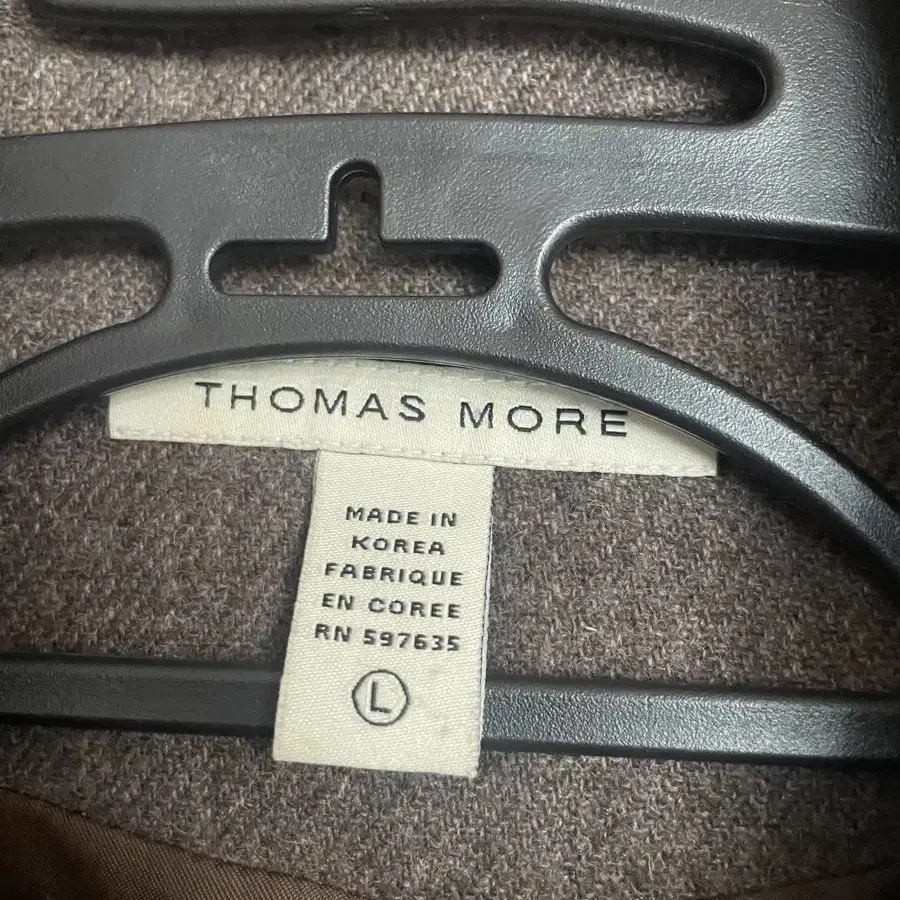 THOMAS MORE
MADE IN
KOREA
FABRIQUE
EN COREE
RN 597635
L